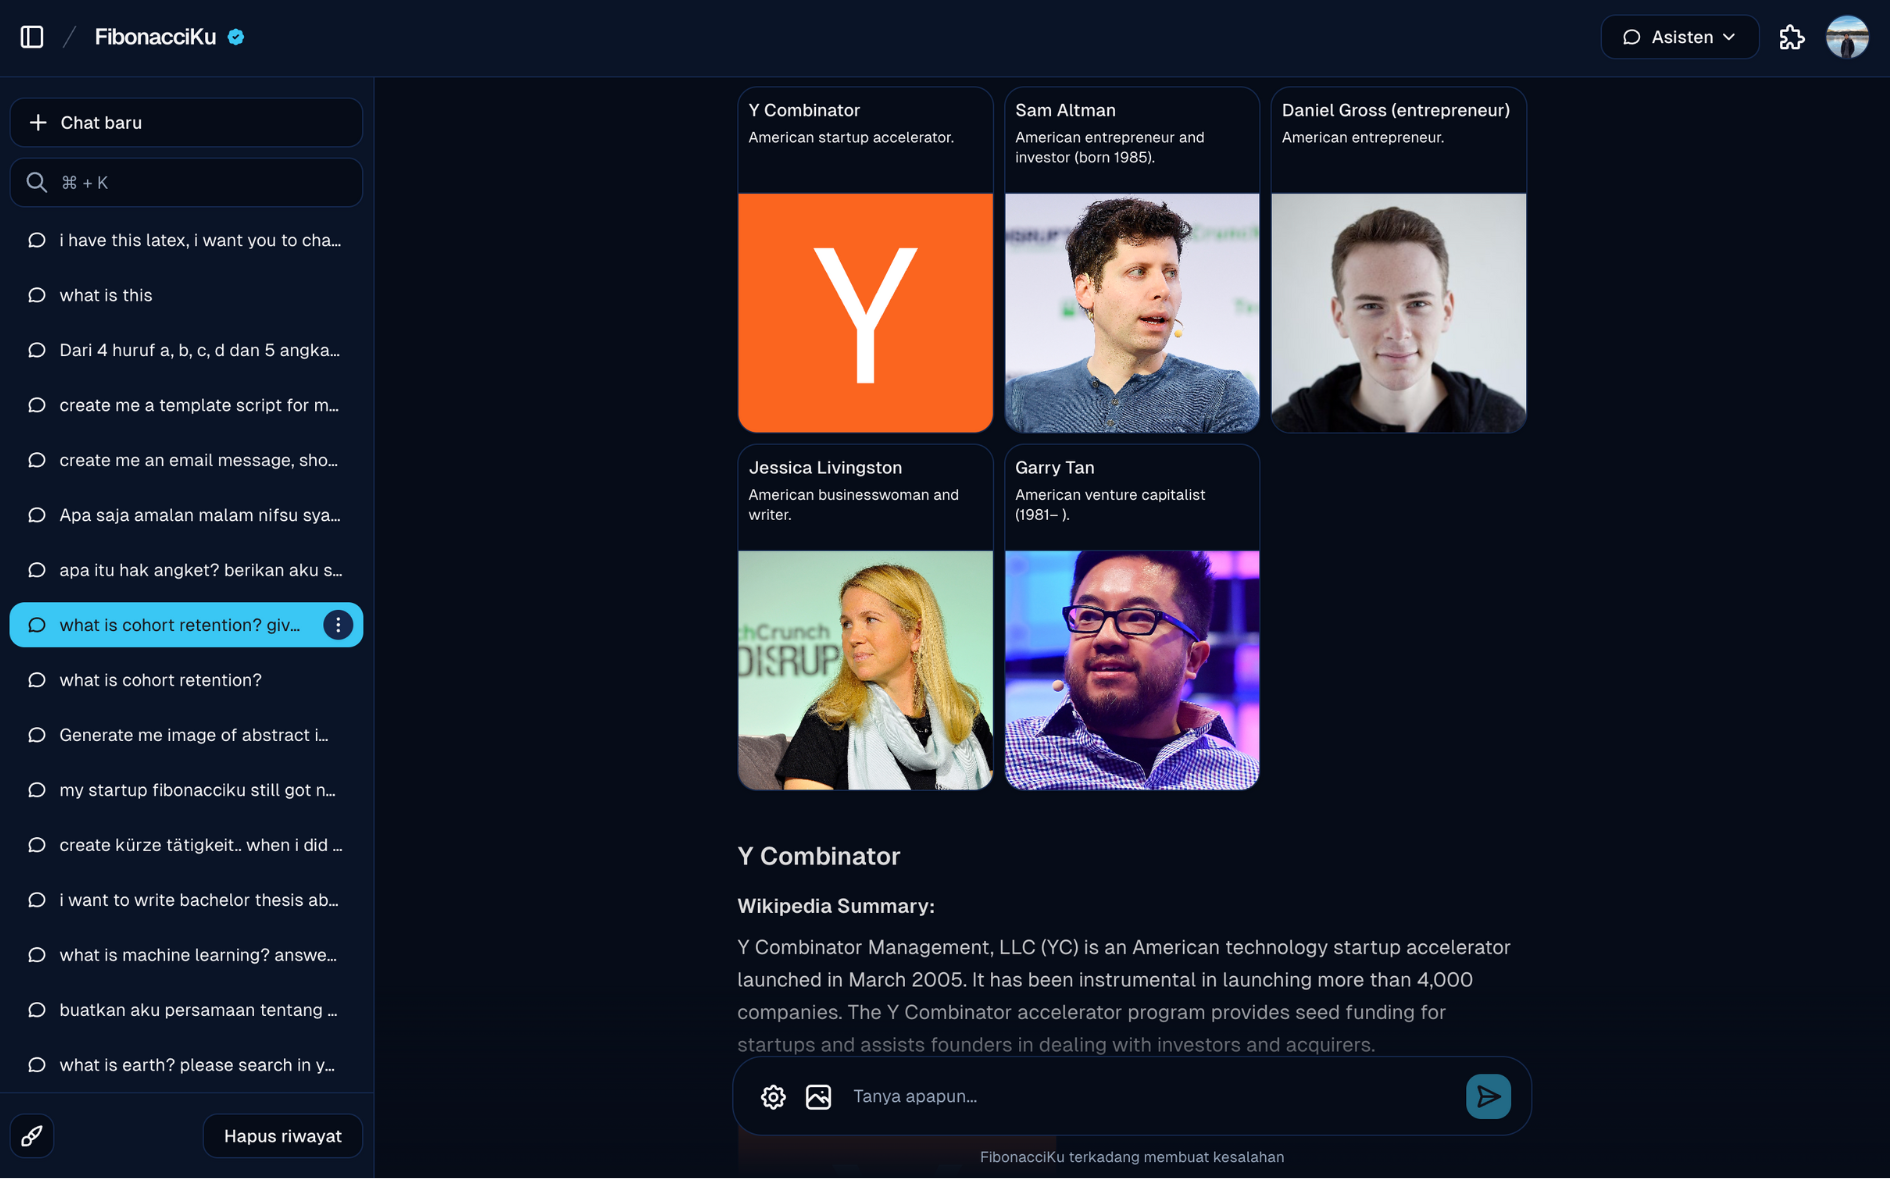 FibonacciKu
Asisten
Chat baru
⌘ + K
i have this latex, i want you to cha...
what is this
Dari 4 huruf a, b, c, d dan 5 angka...
create me a template script for m...
create me an email message, sho...
Apa saja amalan malam nifsu sya...
apa itu hak angket? berikan aku s...
what is cohort retention? giv...
what is cohort retention?
Generate me image of abstract i...
my startup fibonacciku still got n...
create kürze tätigkeit.. when i did ...
i want to write bachelor thesis ab...
what is machine learning? answe...
buatkan aku persamaan tentang ...
what is earth? please search in y...
Hapus riwayat
Y Combinator
American startup accelerator.
Y
Sam Altman
American entrepreneur and
investor (born 1985).
Daniel Gross (entrepreneur)
American entrepreneur.
Jessica Livingston
American businesswoman and
writer.
chCrunch
DISRUP
Garry Tan
American venture capitalist
(1981– ).
Y Combinator
Wikipedia Summary:
Y Combinator Management, LLC (YC) is an American technology startup accelerator
launched in March 2005. It has been instrumental in launching more than 4,000
companies. The Y Combinator accelerator program provides seed funding for
startups and assists founders in dealing with investors and acquirers.
Tanya apapun...
FibonacciKu terkadang membuat kesalahan